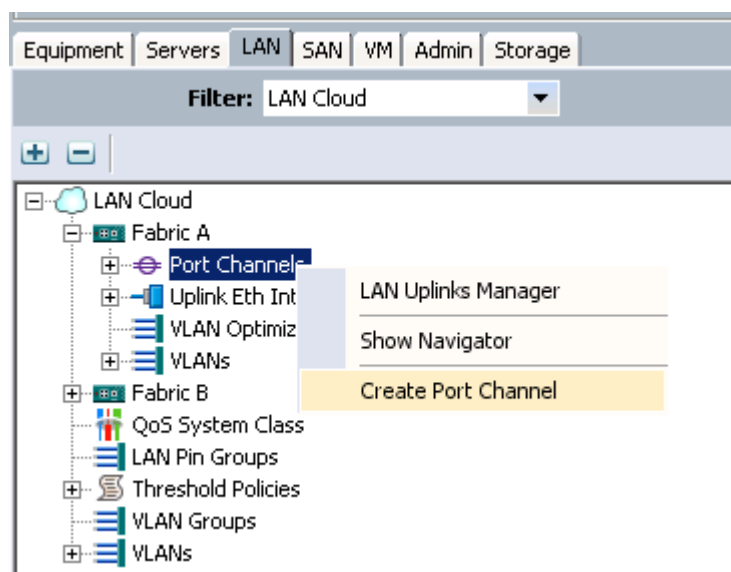 Equipment Servers LAN SAN VM Admin Storage
Filter: LAN Cloud
LAN Cloud
Fabric A
Port Channels
LAN Uplinks Manager
Uplink Eth Int
VLAN Optimiz
Show Navigator
VLANs
Create Port Channel
Fabric B
QoS System Class
LAN Pin Groups
Threshold Policies
VLAN Groups
VLANs